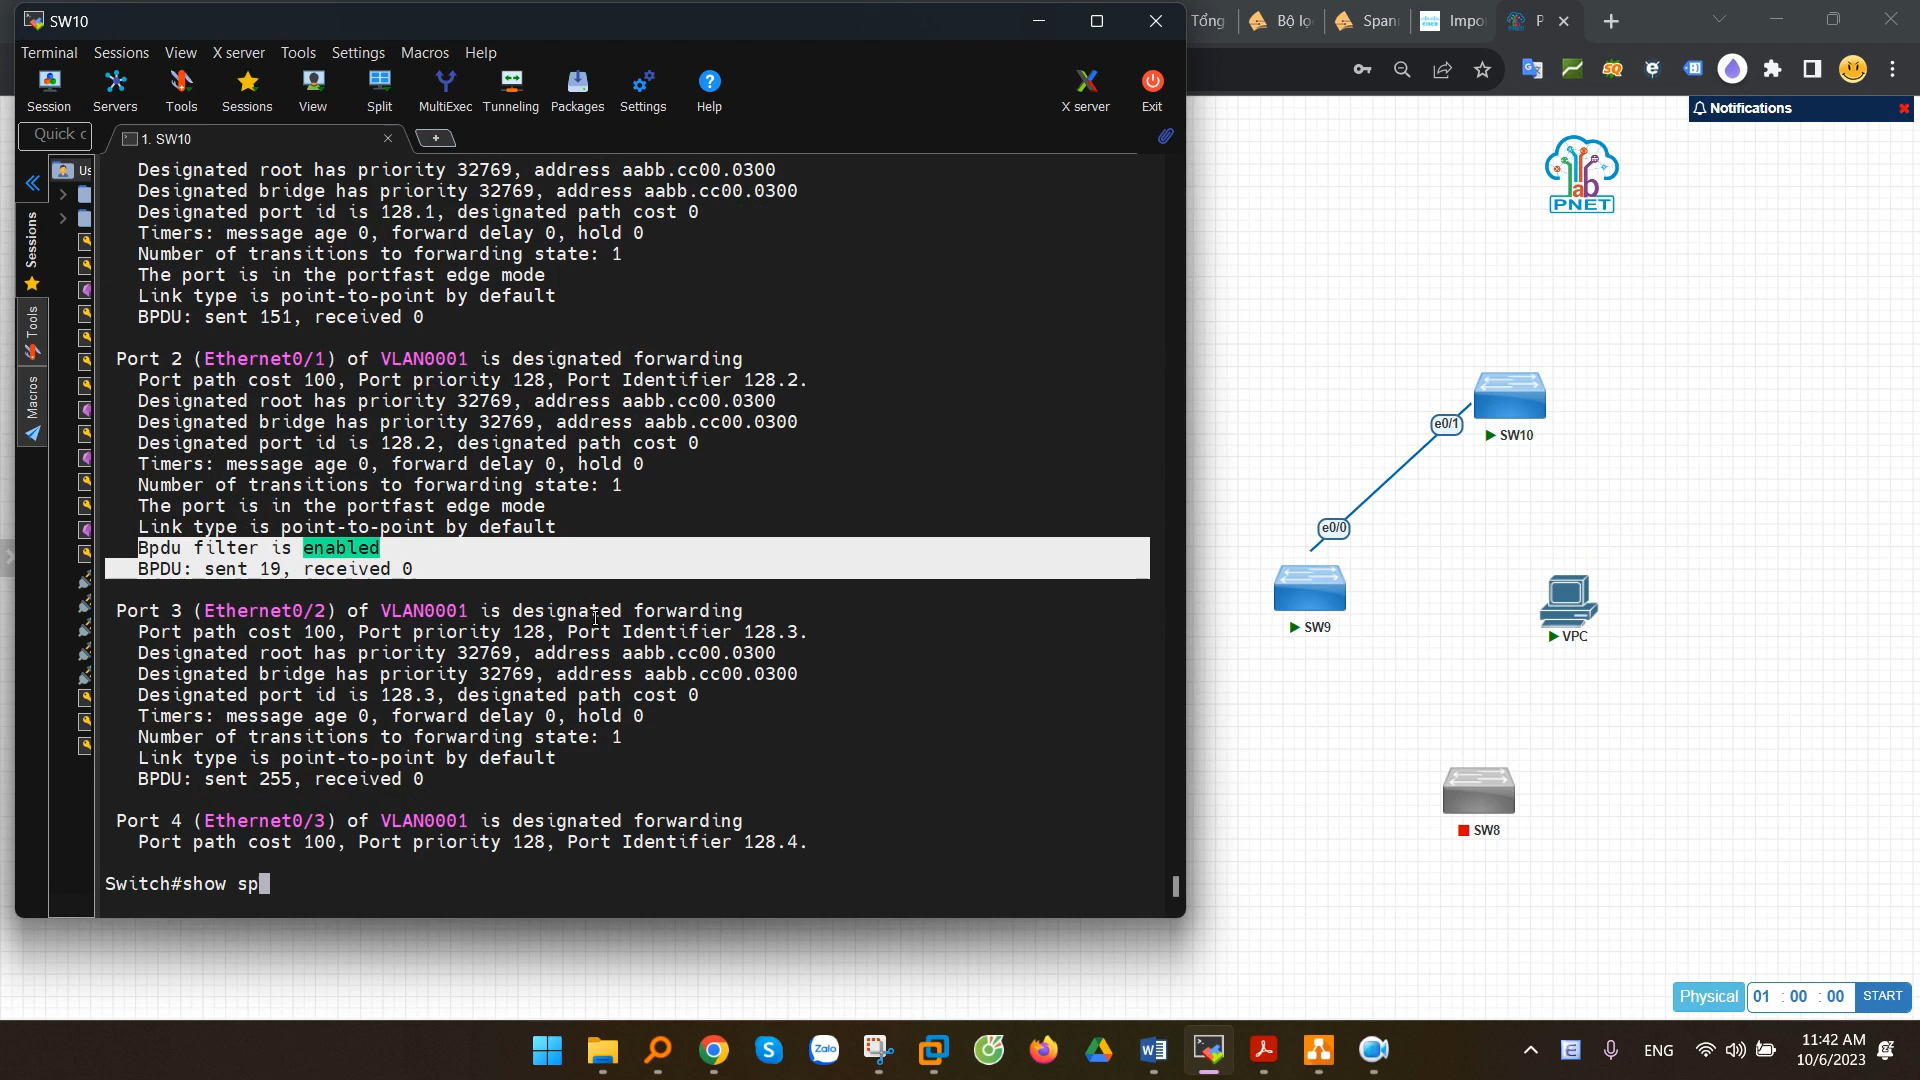 SW10
Terminal Sessions View X server Tools Settings Macros Help
Session Servers Tools Sessions View Split MultiExec Tunneling Packages Settings Help X server Exit
Quick c
1. SW10
Us
Sessions
Tools
Macros
Designated root has priority 32769, address aabb.cc00.0300
Designated bridge has priority 32769, address aabb.cc00.0300
Designated port id is 128.1, designated path cost 0
Timers: message age 0, forward delay 0, hold 0
Number of transitions to forwarding state: 1
The port is in the portfast edge mode
Link type is point-to-point by default
BPDU: sent 151, received 0
Port 2 (Ethernet0/1) of VLAN0001 is designated forwarding
Port path cost 100, Port priority 128, Port Identifier 128.2.
Designated root has priority 32769, address aabb.cc00.0300
Designated bridge has priority 32769, address aabb.cc00.0300
Designated port id is 128.2, designated path cost 0
Timers: message age 0, forward delay 0, hold 0
Number of transitions to forwarding state: 1
The port is in the portfast edge mode
Link type is point-to-point by default
Bpdu filter is enabled
BPDU: sent 19, received 0
Port 3 (Ethernet0/2) of VLAN0001 is designated forwarding
Port path cost 100, Port priority 128, Port Identifier 128.3.
Designated root has priority 32769, address aabb.cc00.0300
Designated bridge has priority 32769, address aabb.cc00.0300
Designated port id is 128.3, designated path cost 0
Timers: message age 0, forward delay 0, hold 0
Number of transitions to forwarding state: 1
Link type is point-to-point by default
BPDU: sent 255, received 0
Port 4 (Ethernet0/3) of VLAN0001 is designated forwarding
Port path cost 100, Port priority 128, Port Identifier 128.4.
Switch#show sp
Tổng Bộ lọ Span Impo P
Notifications
lab
PNET
e0/1
SW10
e0/0
SW9
VPC
SW8
Physical 01 : 00 : 00 START
Zalo
ENG
11:42 AM
10/6/2023